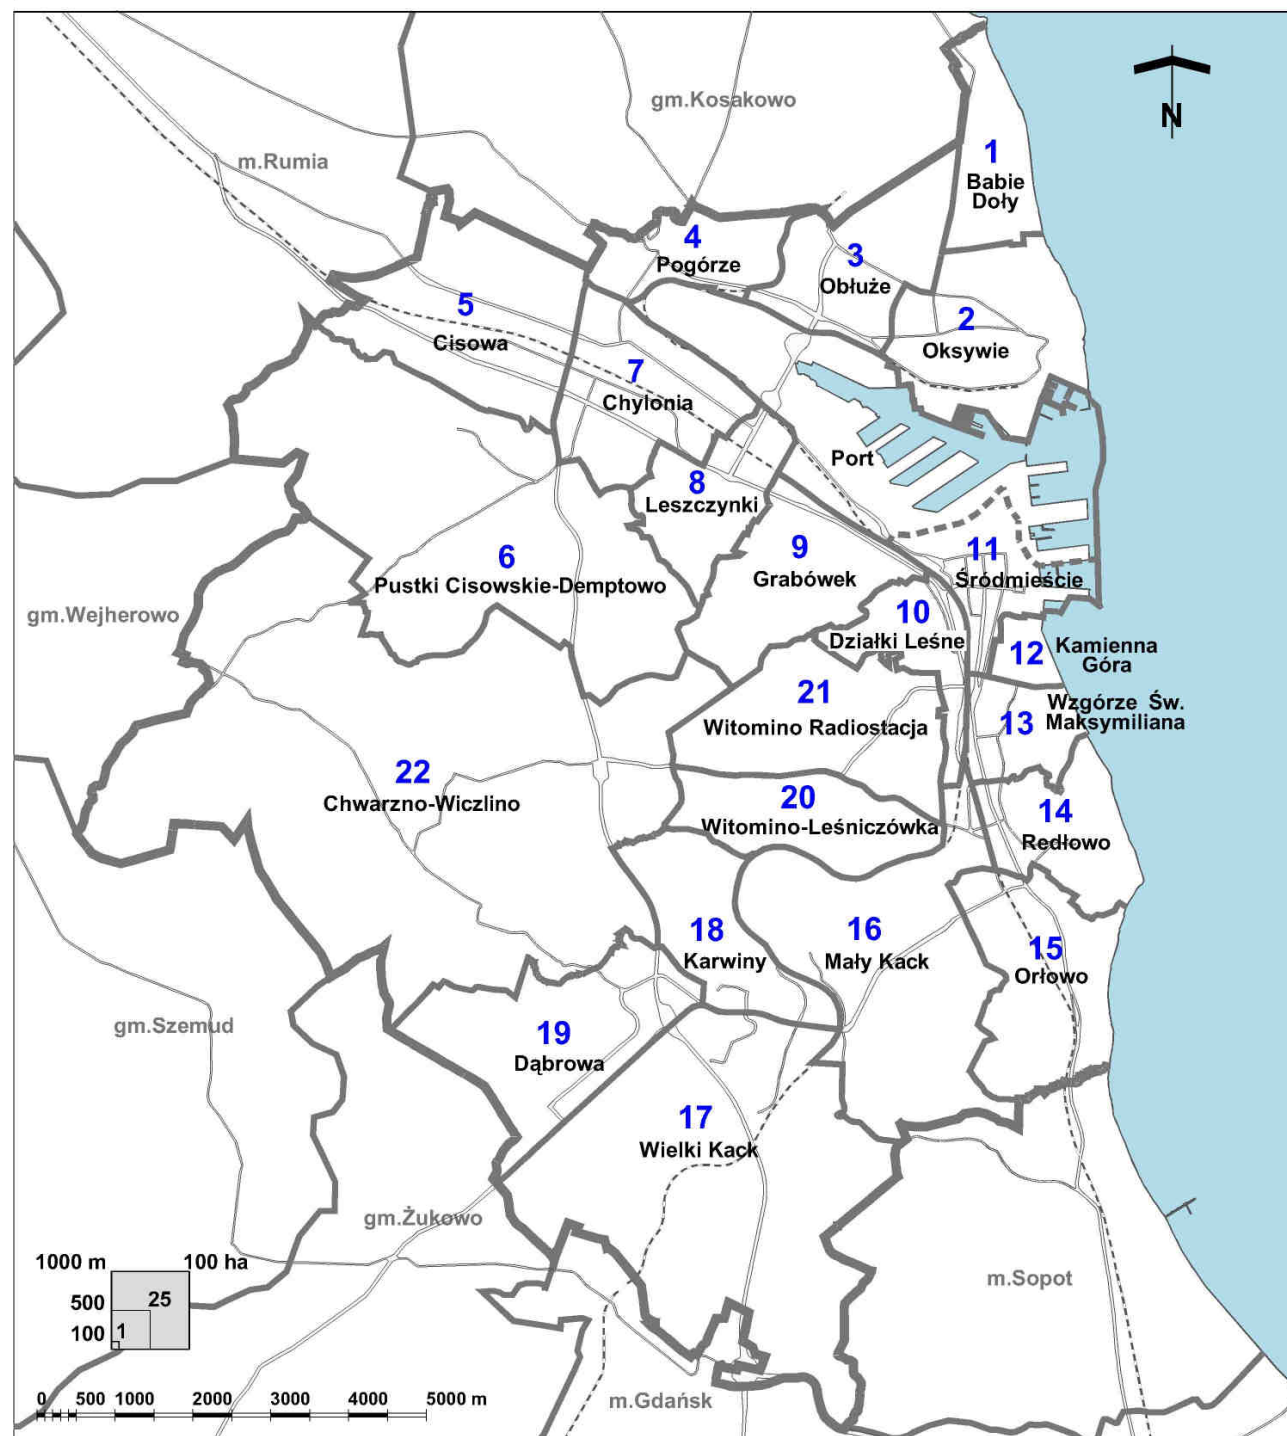 N
gm.Kosakowo
m.Rumia
1
Babie
Doły
4
Pogórze
3
Obłuże
5
Cisowa
2
Oksywie
7
Chylonia
Port
8
Leszczynki
6
Pustki Cisowskie-Demptowo
9
Grabówek
11
Śródmieście
gm.Wejherowo
10
Działki Leśne
12
Kamienna
Góra
21
Witomino Radiostacja
13
Wzgórze Św.
Maksymiliana
22
Chwarzno-Wiczlino
20
Witomino-Leśniczówka
14
Redłowo
18
Karwiny
16
Mały Kack
15
Orłowo
gm.Szemud
19
Dąbrowa
17
Wielki Kack
gm.Żukowo
m.Sopot
m.Gdańsk
1000 m 100 ha
500 25
100 1
0 500 1000 2000 3000 4000 5000 m